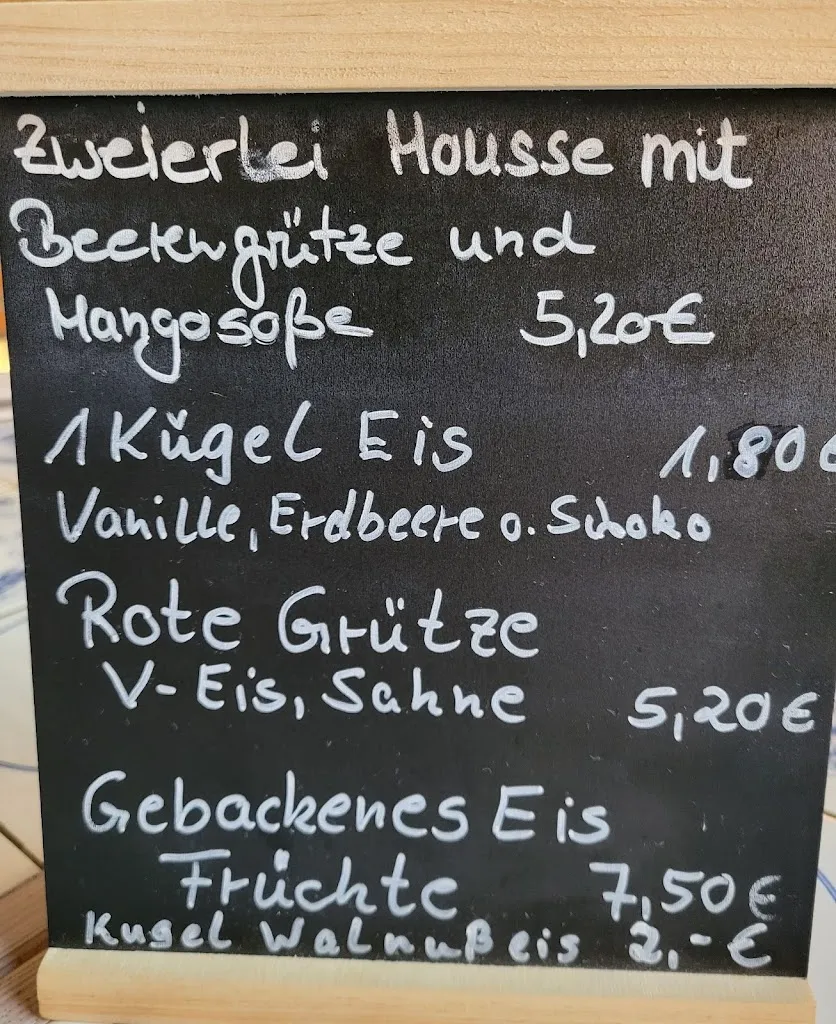 Zweierlei Mousse mit
Beerengrütze und
Mangosoße 5,20€
1 Kügel Eis 1,80€
Vanille, Erdbeere o. Schoko
Rote Grütze
V-Eis, Sahne 5,20€
Gebackenes Eis
Früchte 7,50€
Kugel Walnußeis 2,-€